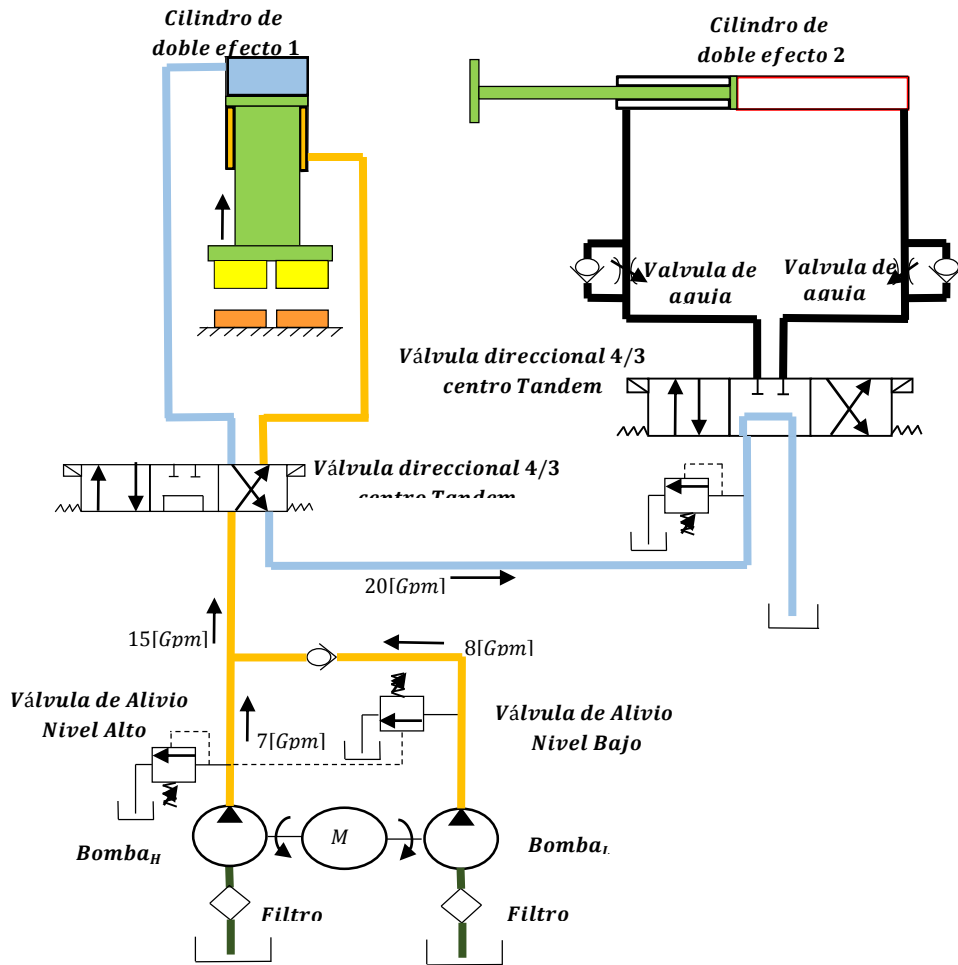 Cilindro de
doble efecto 1
Cilindro de
doble efecto 2
Valvula de
aguja
Valvula de
aguja
Válvula direccional 4/3
centro Tandem
Válvula direccional 4/3
centro Tandem
20[Gpm]
15[Gpm]
8[Gpm]
Válvula de Alivio
Nivel Alto
7[Gpm]
Válvula de Alivio
Nivel Bajo
M
Bomba_H
Bomba_L
Filtro
Filtro